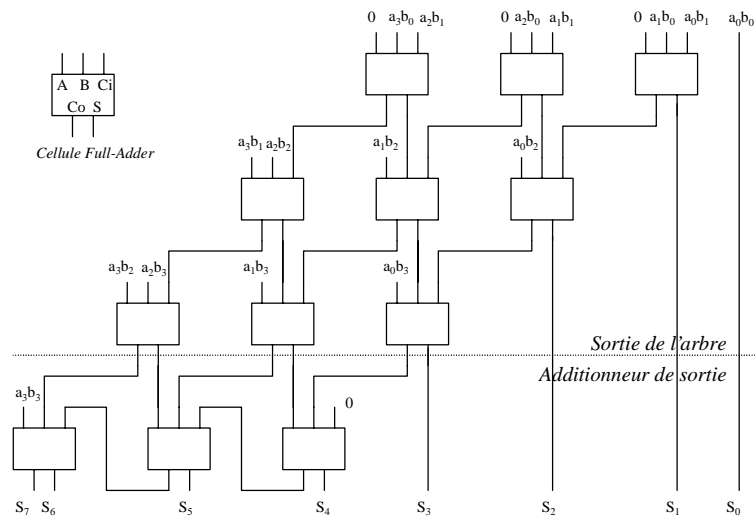 0 a₃b₀ a₂b₁ 0 a₂b₀ a₁b₁ 0 a₁b₀ a₀b₁ a₀b₀
A B Ci
Co S
Cellule Full-Adder
a₃b₁ a₂b₂ a₁b₂ a₀b₂
a₃b₂ a₂b₃ a₁b₃ a₀b₃
Sortie de l'arbre
Additionneur de sortie
a₃b₃ 0
S₇ S₆ S₅ S₄ S₃ S₂ S₁ S₀